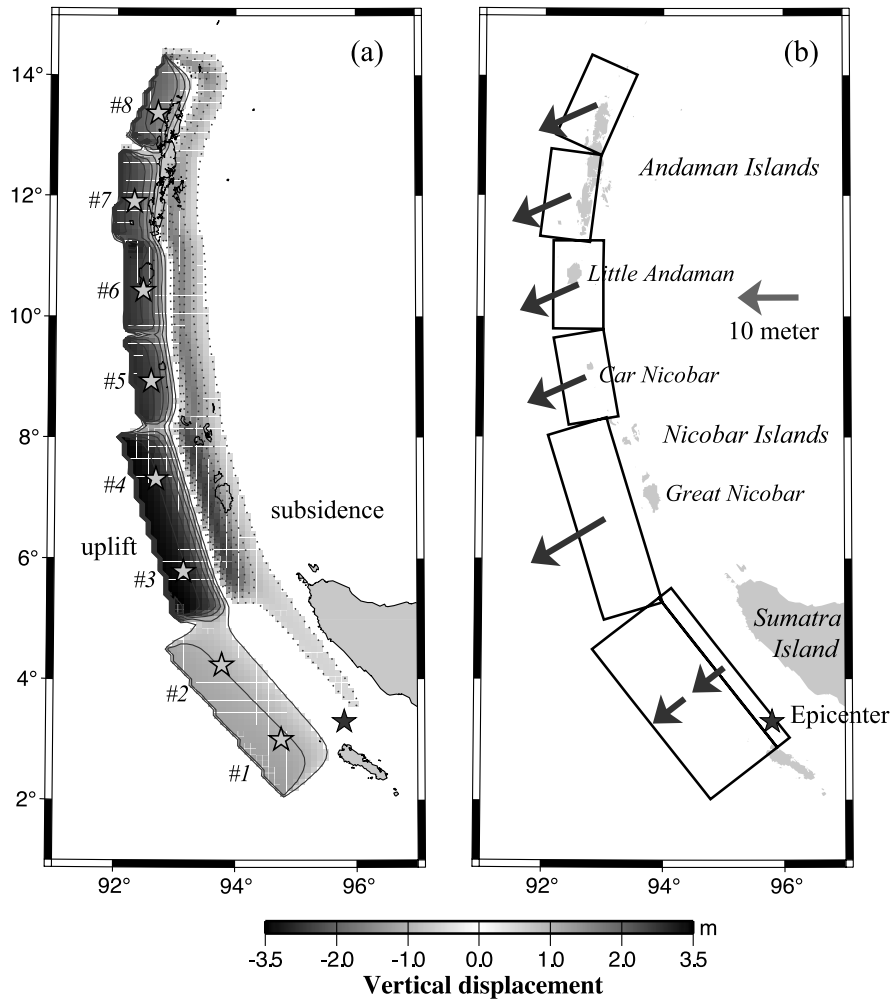 (a)
(b)
14°
12°
10°
8°
6°
4°
2°
#8
#7
#6
#5
#4
#3
#2
#1
uplift
subsidence
Andaman Islands
Little Andaman
10 meter
Car Nicobar
Nicobar Islands
Great Nicobar
Sumatra
Island
Epicenter
92° 94° 96°
92° 94° 96°
m
-3.5 -2.0 -1.0 0.0 1.0 2.0 3.5
Vertical displacement